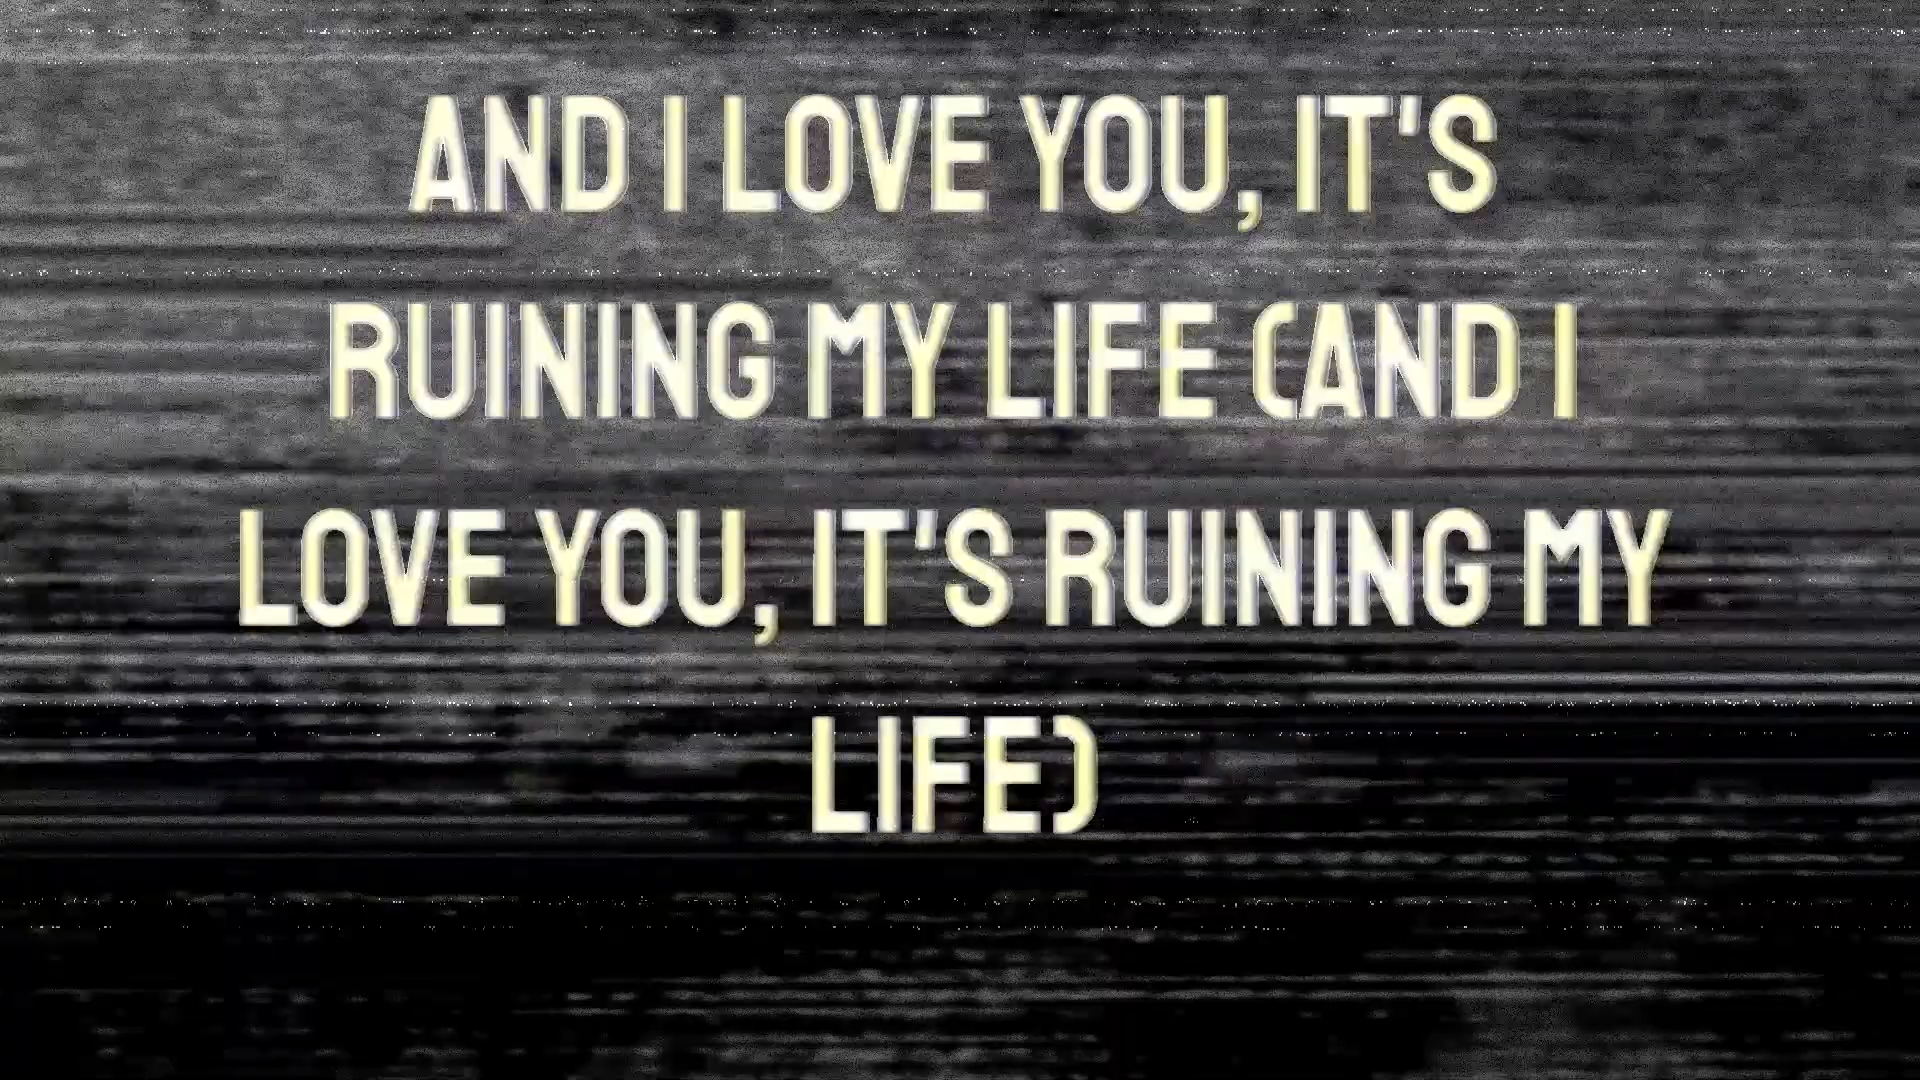 AND I LOVE YOU, IT'S
RUINING MY LIFE (AND I
LOVE YOU, IT'S RUINING MY
LIFE)